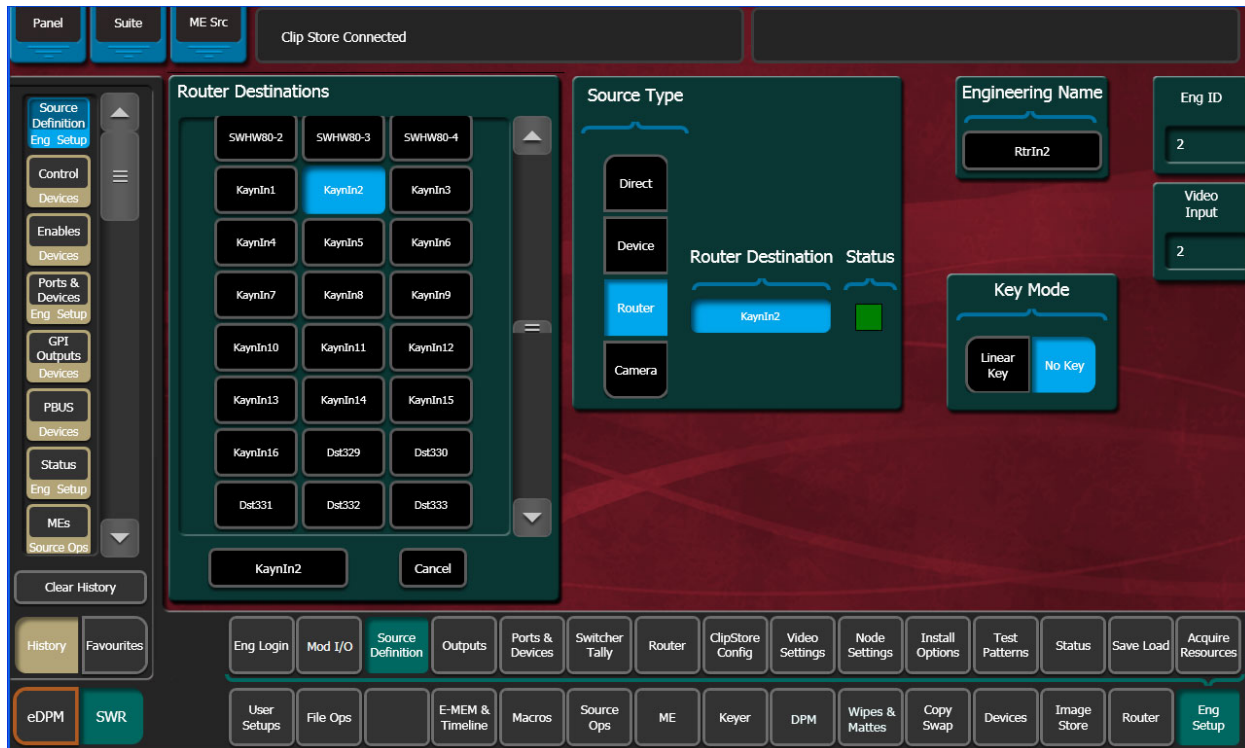 Panel
Suite
ME Src
Clip Store Connected
Source
Definition
Eng Setup
Control
Devices
Enables
Devices
Ports &
Devices
Eng Setup
GPI
Outputs
Devices
PBUS
Devices
Status
Eng Setup
MEs
Source Ops
Clear History
History
Favourites
eDPM
SWR
Router Destinations
SWHW80-2
SWHW80-3
SWHW80-4
KaynIn1
KaynIn2
KaynIn3
KaynIn4
KaynIn5
KaynIn6
KaynIn7
KaynIn8
KaynIn9
KaynIn10
KaynIn11
KaynIn12
KaynIn13
KaynIn14
KaynIn15
KaynIn16
Dst329
Dst330
Dst331
Dst332
Dst333
KaynIn2
Cancel
Source Type
Direct
Device
Router
Camera
Router Destination
KaynIn2
Status
Engineering Name
RtrIn2
Eng ID
2
Video
Input
2
Key Mode
Linear
Key
No Key
Eng Login
Mod I/O
Source
Definition
Outputs
Ports &
Devices
Switcher
Tally
Router
ClipStore
Config
Video
Settings
Node
Settings
Install
Options
Test
Patterns
Status
Save Load
Acquire
Resources
User
Setups
File Ops
E-MEM &
Timeline
Macros
Source
Ops
ME
Keyer
DPM
Wipes &
Mattes
Copy
Swap
Devices
Image
Store
Router
Eng
Setup